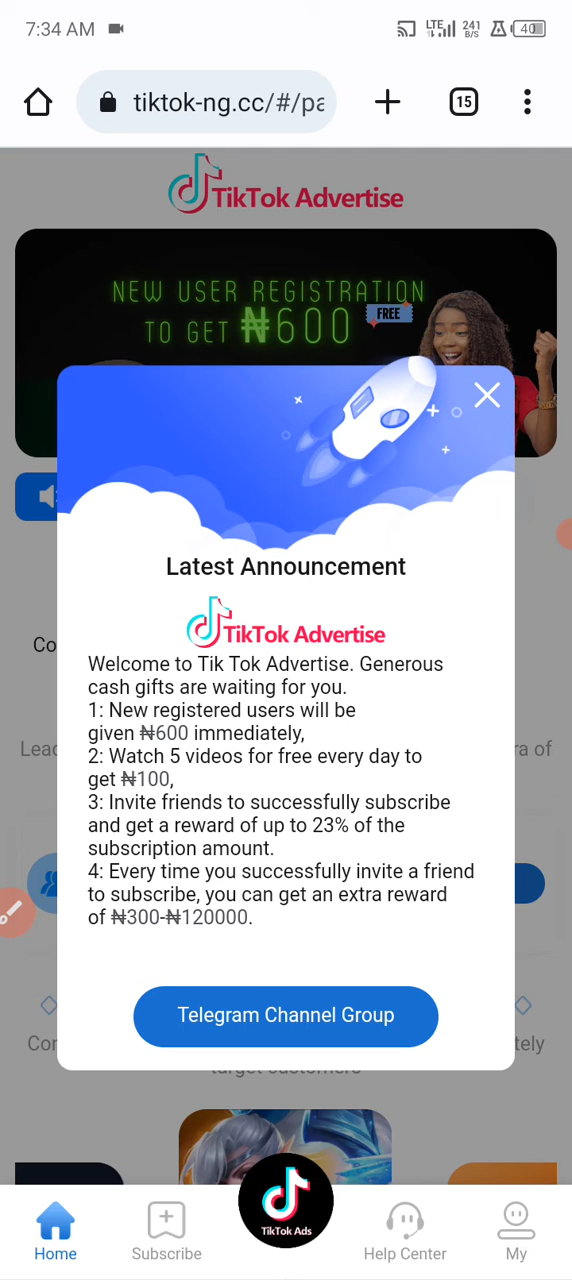 7:34 AM
LTE
241
B/S
40
tiktok-ng.cc/#/pa
15
TikTok Advertise
NEW USER REGISTRATION
TO GET ₦600
FREE
Latest Announcement
TikTok Advertise
Welcome to Tik Tok Advertise. Generous
cash gifts are waiting for you.
1: New registered users will be
given ₦600 immediately,
2: Watch 5 videos for free every day to
get ₦100,
3: Invite friends to successfully subscribe
and get a reward of up to 23% of the
subscription amount.
4: Every time you successfully invite a friend
to subscribe, you can get an extra reward
of ₦300-₦120000.
Telegram Channel Group
target customers
TikTok Ads
Home
Subscribe
Help Center
My